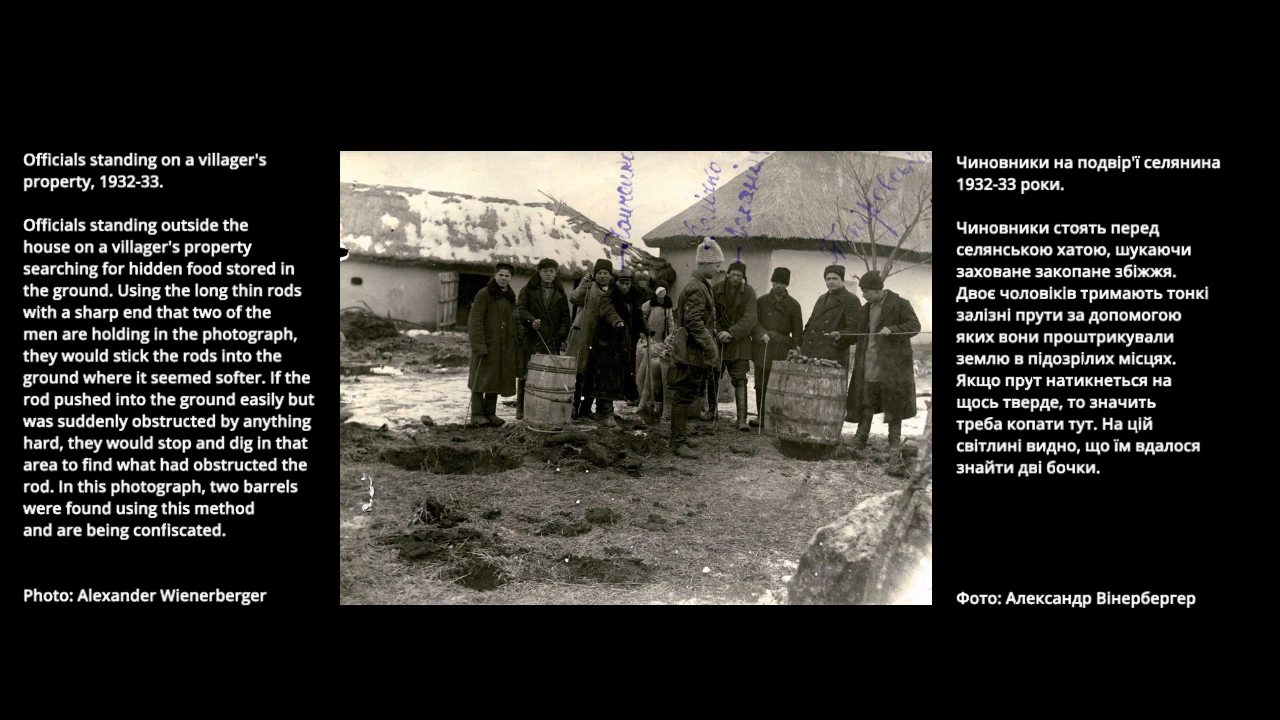 Officials standing on a villager's
property, 1932-33.
Officials standing outside the
house on a villager's property
searching for hidden food stored in
the ground. Using the long thin rods
with a sharp end that two of the
men are holding in the photograph,
they would stick the rods into the
ground where it seemed softer. If the
rod pushed into the ground easily but
was suddenly obstructed by anything
hard, they would stop and dig in that
area to find what had obstructed the
rod. In this photograph, two barrels
were found using this method
and are being confiscated.
Photo: Alexander Wienerberger
Чиновники на подвір'ї селянина
1932-33 роки.
Чиновники стоять перед
селянською хатою, шукаючи
заховане закопане збіжжя.
Двоє чоловіків тримають тонкі
залізні прути за допомогою
яких вони проштрикували
землю в підозрілих місцях.
Якщо прут натикнеться на
щось тверде, то значить
треба копати тут. На цій
світлині видно, що їм вдалося
знайти дві бочки.
Фото: Александр Вінербергер